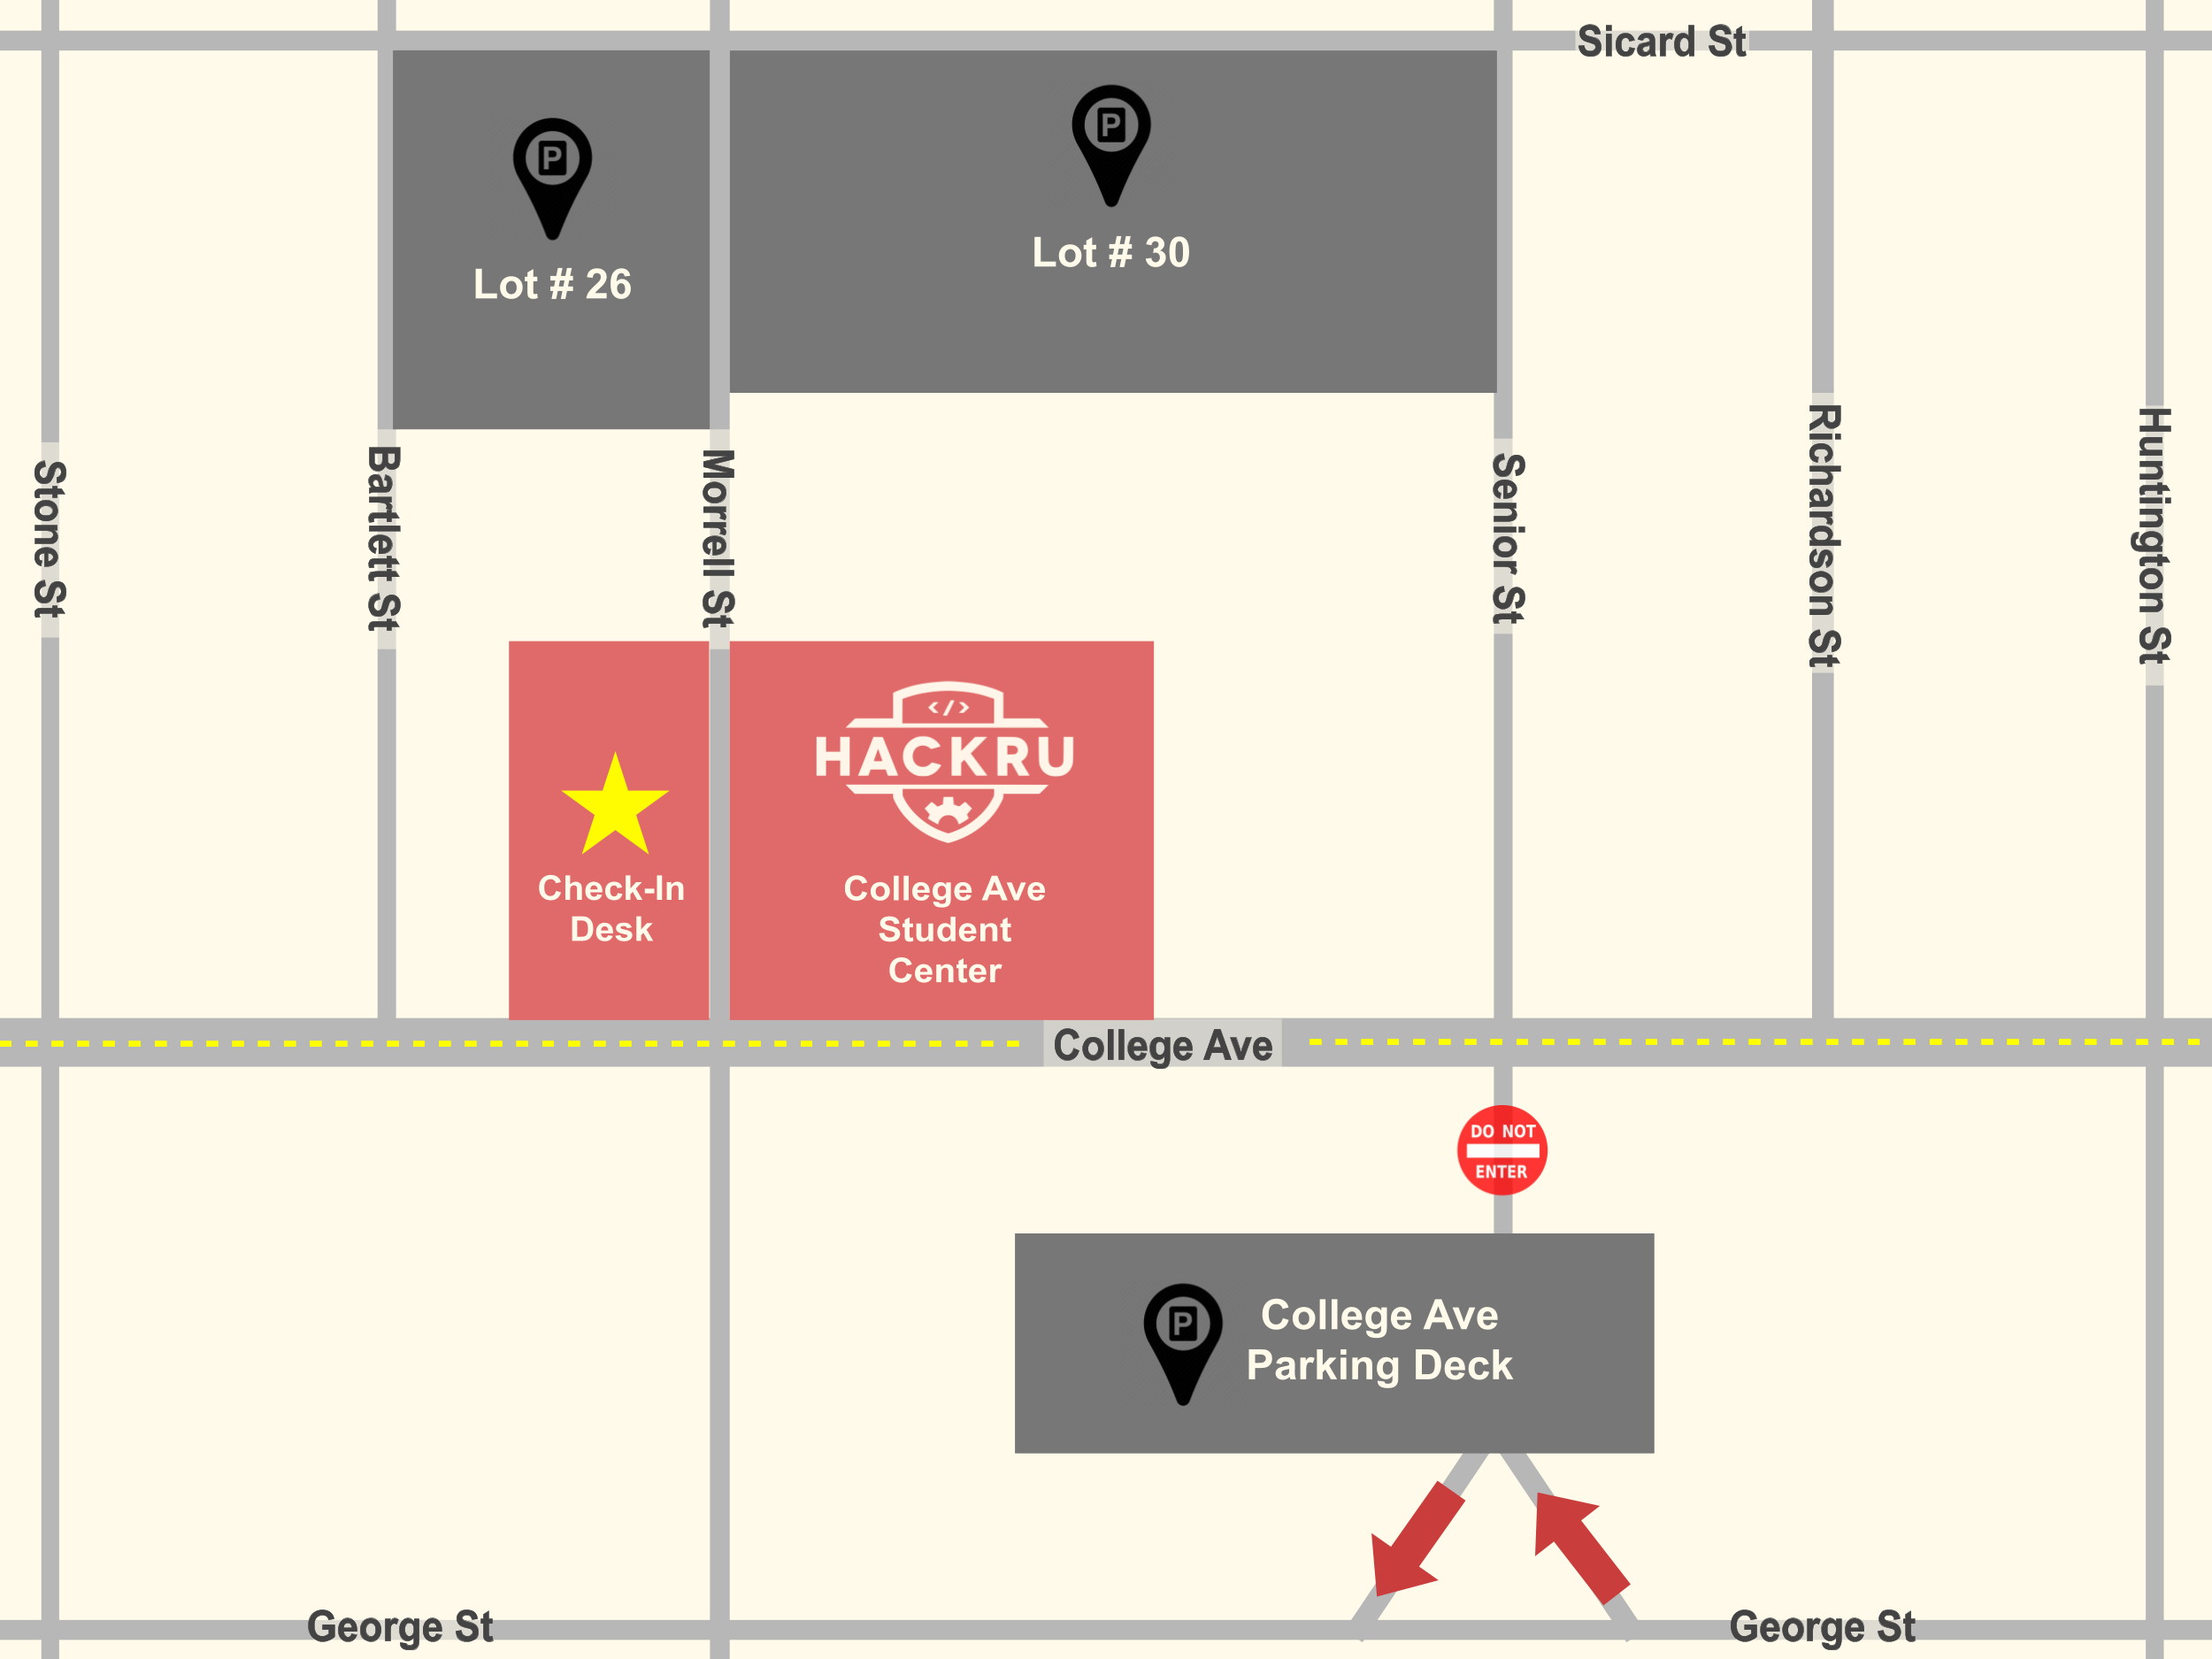 Sicard St
P
Lot # 26
P
Lot # 30
Stone St
Bartlett St
Morrell St
Senior St
Richardson St
Huntington St
Check-In
Desk
</>
HACKRU
College Ave
Student
Center
College Ave
DO NOT
ENTER
P
College Ave
Parking Deck
George St
George St